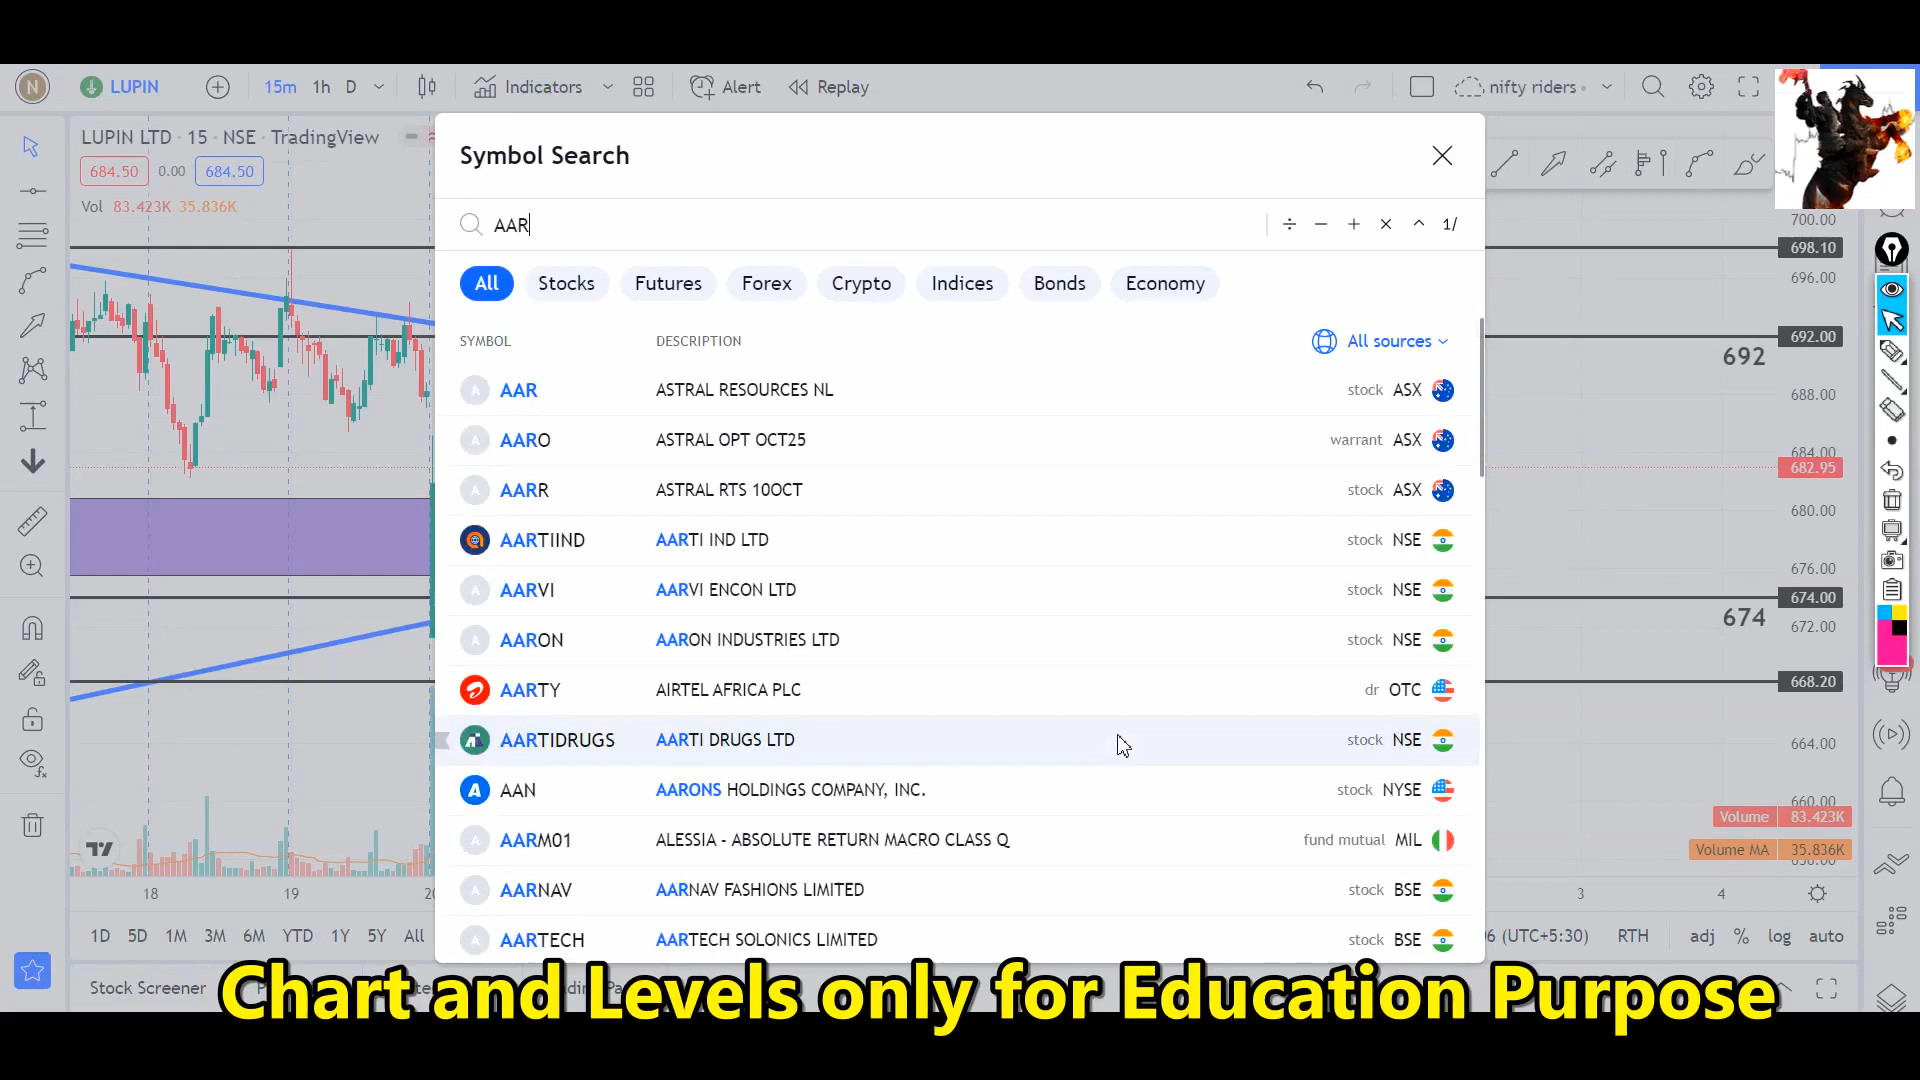 N LUPIN 15m 1h D Indicators Alert Replay nifty riders
LUPIN LTD · 15 · NSE · TradingView
684.50 0.00 684.50
Vol 83.423K 35.836K
Symbol Search
AAR
÷ − + × ^ 1/
All Stocks Futures Forex Crypto Indices Bonds Economy
SYMBOL DESCRIPTION All sources
AAR ASTRAL RESOURCES NL stock ASX
AARO ASTRAL OPT OCT25 warrant ASX
AARR ASTRAL RTS 10OCT stock ASX
AARTIIND AARTI IND LTD stock NSE
AARVI AARVI ENCON LTD stock NSE
AARON AARON INDUSTRIES LTD stock NSE
AARTY AIRTEL AFRICA PLC dr OTC
AARTIDRUGS AARTI DRUGS LTD stock NSE
AAN AARONS HOLDINGS COMPANY, INC. stock NYSE
AARM01 ALESSIA - ABSOLUTE RETURN MACRO CLASS Q fund mutual MIL
AARNAV AARNAV FASHIONS LIMITED stock BSE
AARTECH AARTECH SOLONICS LIMITED stock BSE
700.00
698.10
696.00
692.00
692
688.00
684.00
682.95
680.00
676.00
674.00
674
672.00
668.20
664.00
660.00
Volume 83.423K
Volume MA 35.836K
18 19 3 4
1D 5D 1M 3M 6M YTD 1Y 5Y All (UTC+5:30) RTH adj % log auto
Stock Screener
Chart and Levels only for Education Purpose